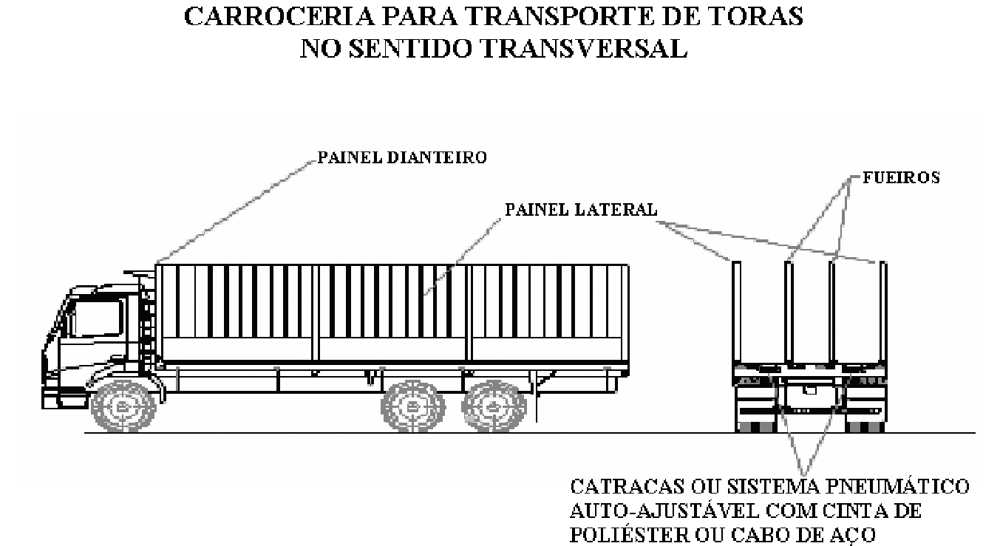 CARROCERIA PARA TRANSPORTE DE TORAS
NO SENTIDO TRANSVERSAL
PAINEL DIANTEIRO
FUEIROS
PAINEL LATERAL
CATRACAS OU SISTEMA PNEUMÁTICO
AUTO-AJUSTÁVEL COM CINTA DE
POLIÉSTER OU CABO DE AÇO